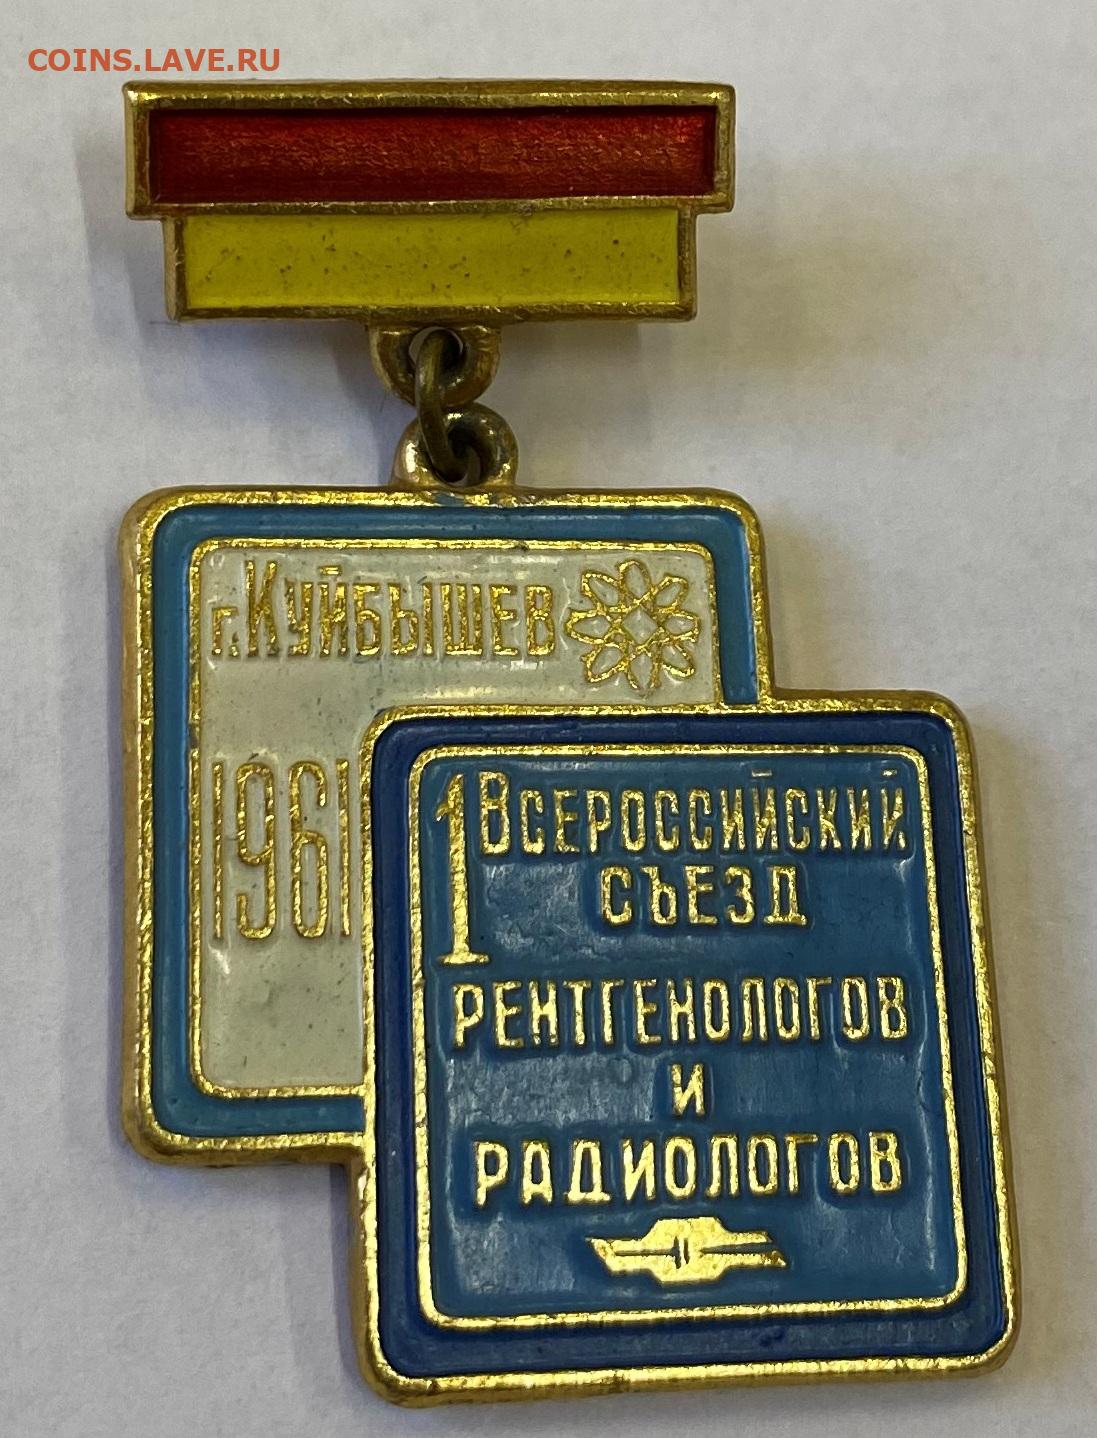 COINS.LAVE.RU
г. Куйбышев
1961
1 Всероссийский
съезд
рентгенологов
и
радиологов